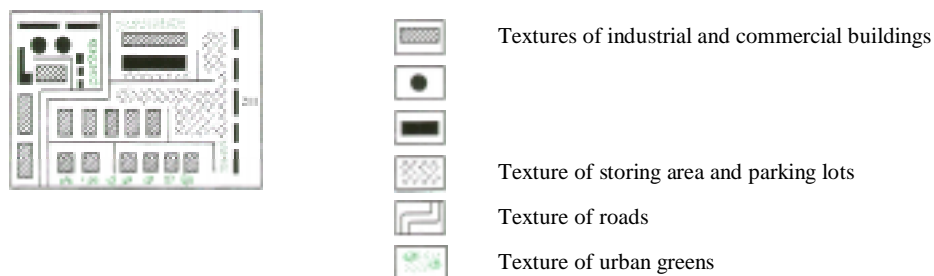 Textures of industrial and commercial buildings
Texture of storing area and parking lots
Texture of roads
Texture of urban greens